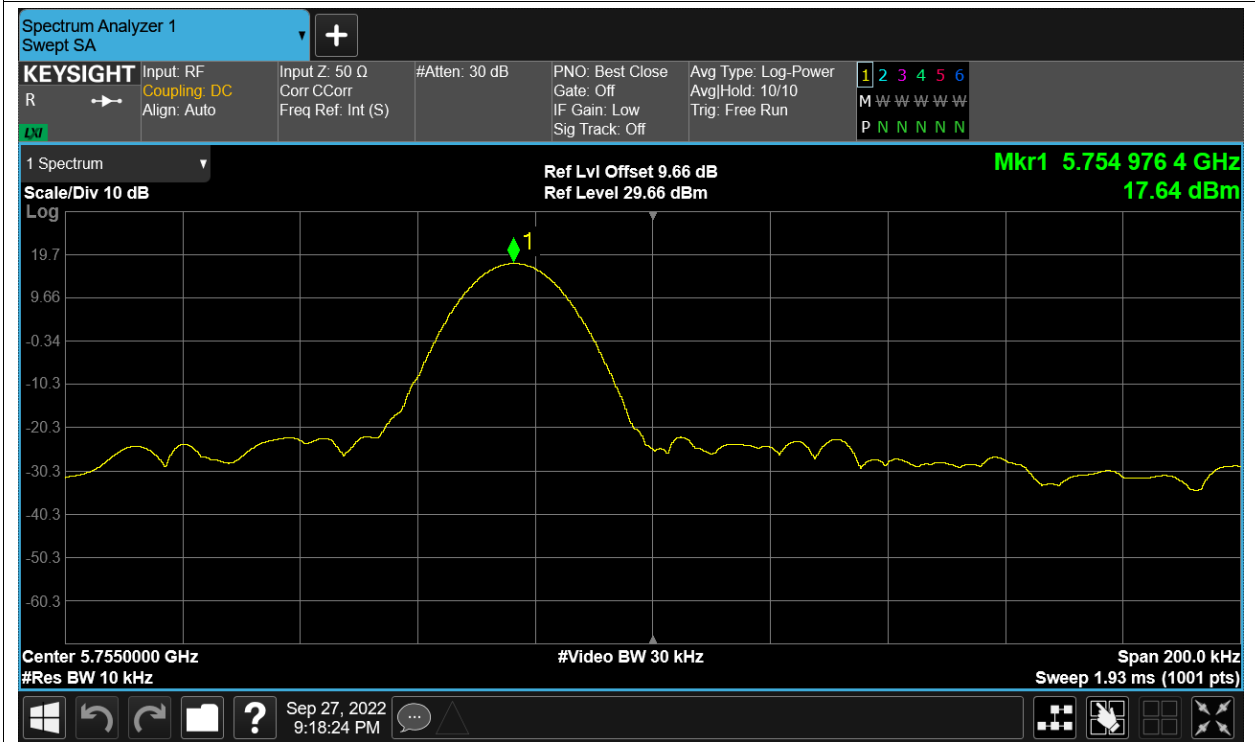 Spectrum Analyzer 1
Swept SA
KEYSIGHT
R
LXI
Input: RF
Coupling: DC
Align: Auto
Input Z: 50 Ω
Corr CCorr
Freq Ref: Int (S)
#Atten: 30 dB
PNO: Best Close
Gate: Off
IF Gain: Low
Sig Track: Off
Avg Type: Log-Power
Avg|Hold: 10/10
Trig: Free Run
1 2 3 4 5 6
M W W W W W
P N N N N N
1 Spectrum
Scale/Div 10 dB
Log
Ref Lvl Offset 9.66 dB
Ref Level 29.66 dBm
Mkr1 5.754 976 4 GHz
17.64 dBm
1
19.7
9.66
-0.34
-10.3
-20.3
-30.3
-40.3
-50.3
-60.3
Center 5.7550000 GHz
#Res BW 10 kHz
#Video BW 30 kHz
Span 200.0 kHz
Sweep 1.93 ms (1001 pts)
?
Sep 27, 2022
9:18:24 PM